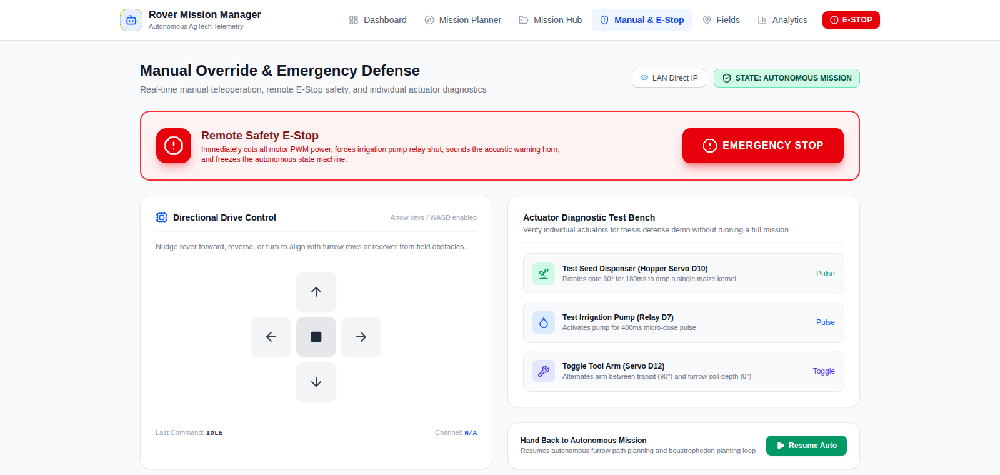 Rover Mission Manager
Autonomous AgTech Telemetry
Dashboard
Mission Planner
Mission Hub
Manual & E-Stop
Fields
Analytics
E-STOP
Manual Override & Emergency Defense
Real-time manual teleoperation, remote E-Stop safety, and individual actuator diagnostics
LAN Direct IP
STATE: AUTONOMOUS MISSION
Remote Safety E-Stop
Immediately cuts all motor PWM power, forces irrigation pump relay shut, sounds the acoustic warning horn,
and freezes the autonomous state machine.
EMERGENCY STOP
Directional Drive Control
Arrow keys / WASD enabled
Nudge rover forward, reverse, or turn to align with furrow rows or recover from field obstacles.
Last Command: IDLE
Channel: N/A
Actuator Diagnostic Test Bench
Verify individual actuators for thesis defense demo without running a full mission
Test Seed Dispenser (Hopper Servo D10)
Rotates gate 60° for 180ms to drop a single maize kernel
Pulse
Test Irrigation Pump (Relay D7)
Activates pump for 400ms micro-dose pulse
Pulse
Toggle Tool Arm (Servo D12)
Alternates arm between transit (90°) and furrow soil depth (0°)
Toggle
Hand Back to Autonomous Mission
Resumes autonomous furrow path planning and boustrophedon planting loop
Resume Auto